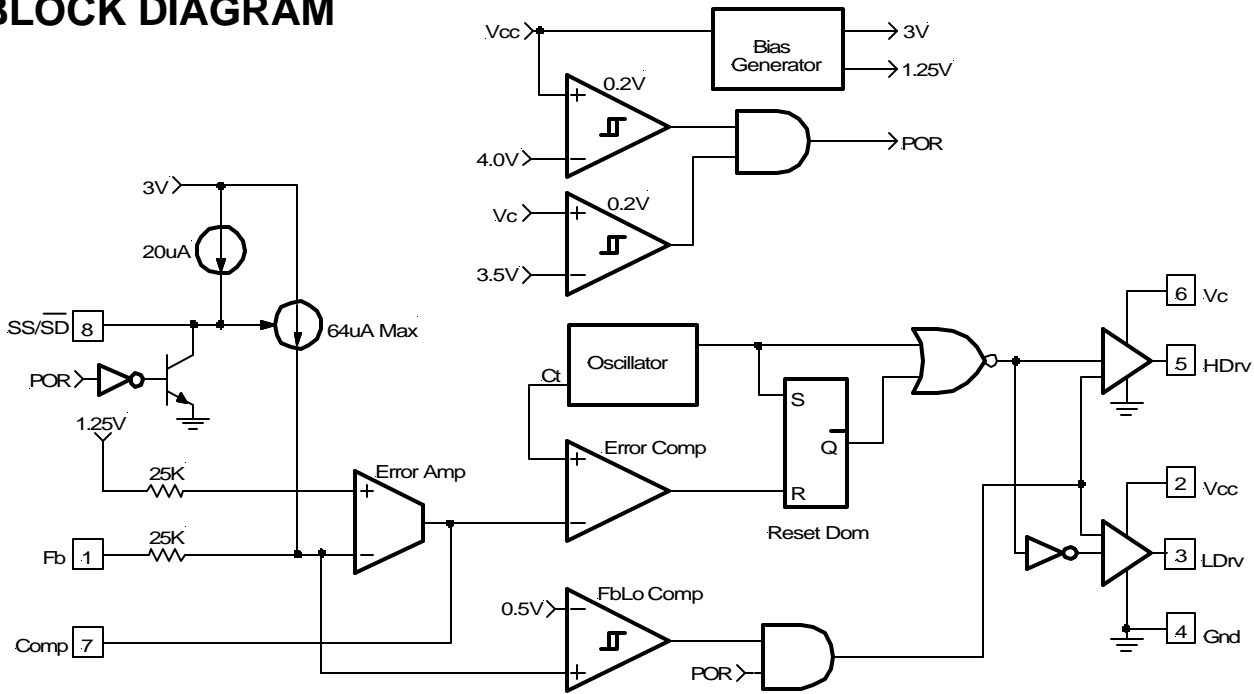 BLOCK DIAGRAM
Vcc
Bias
Generator
3V
1.25V
0.2V
+
4.0V
−
POR
3V
Vc
0.2V
+
20uA
3.5V
−
6
Vc
SS/SD
8
64uA Max
Oscillator
5
HDrv
POR
Ct
S
1.25V
Q
Error Comp
+
25K
Error Amp
+
R
2
Vcc
−
Reset Dom
25K
Fb
1
−
3
LDrv
0.5V
FbLo Comp
−
Comp
7
4
Gnd
POR
+